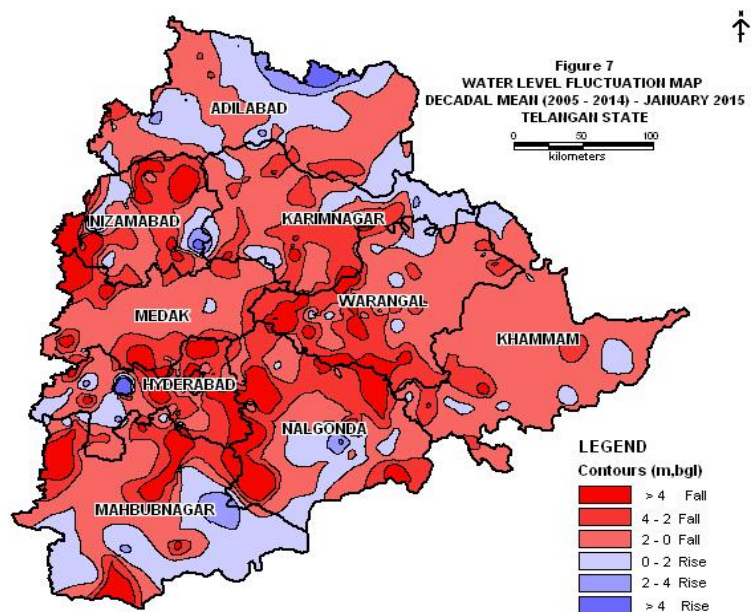 Figure 7
WATER LEVEL FLUCTUATION MAP
DECADAL MEAN (2005 - 2014) - JANUARY 2015
TELANGAN STATE
0 50 100
kilometers
ADILABAD
NIZAMABAD
KARIMNAGAR
MEDAK
WARANGAL
KHAMMAM
HYDERABAD
NALGONDA
MAHBUBNAGAR
LEGEND
Contours (m,bgl)
> 4 Fall
4 - 2 Fall
2 - 0 Fall
0 - 2 Rise
2 - 4 Rise
> 4 Rise